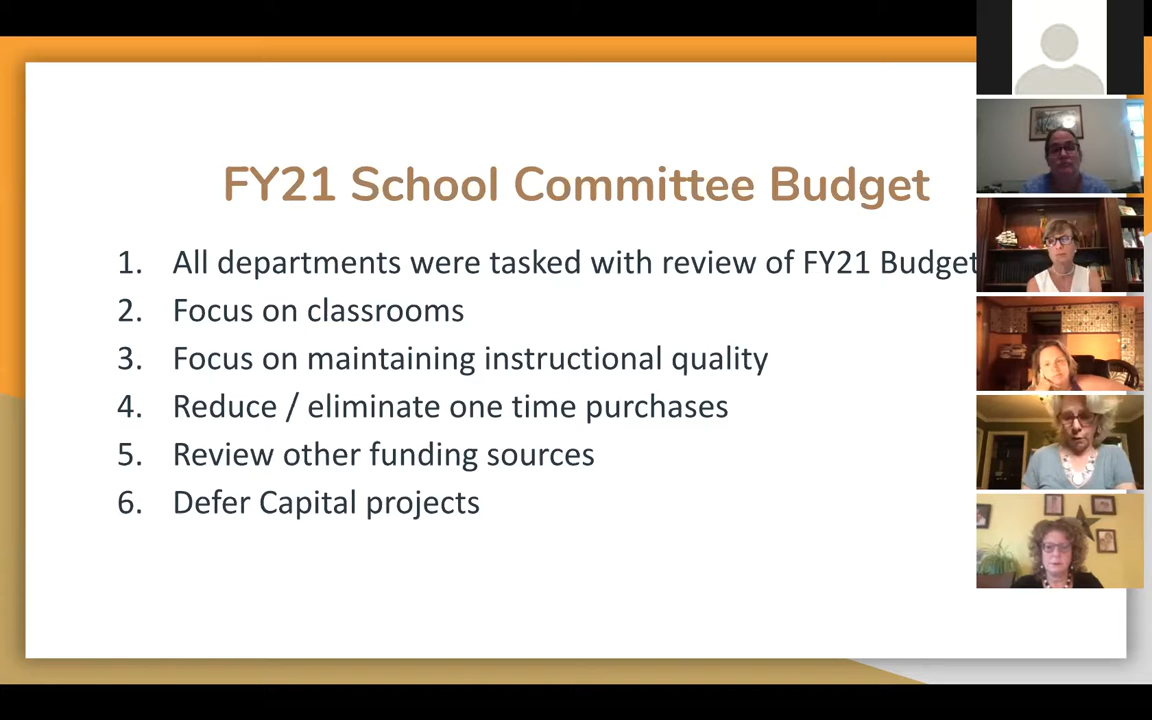 FY21 School Committee Budget
1. All departments were tasked with review of FY21 Budget
2. Focus on classrooms
3. Focus on maintaining instructional quality
4. Reduce / eliminate one time purchases
5. Review other funding sources
6. Defer Capital projects